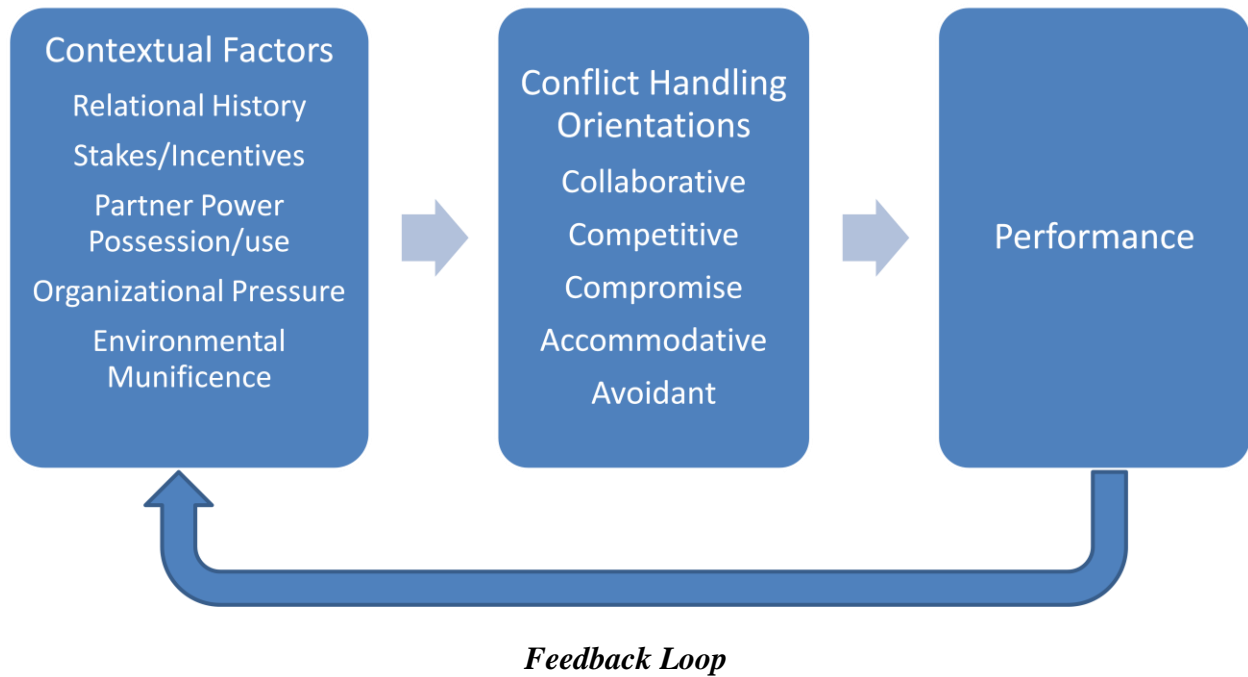 Contextual Factors
Relational History
Stakes/Incentives
Partner Power
Possession/use
Organizational Pressure
Environmental
Munificence
Conflict Handling
Orientations
Collaborative
Competitive
Compromise
Accommodative
Avoidant
Performance
Feedback Loop